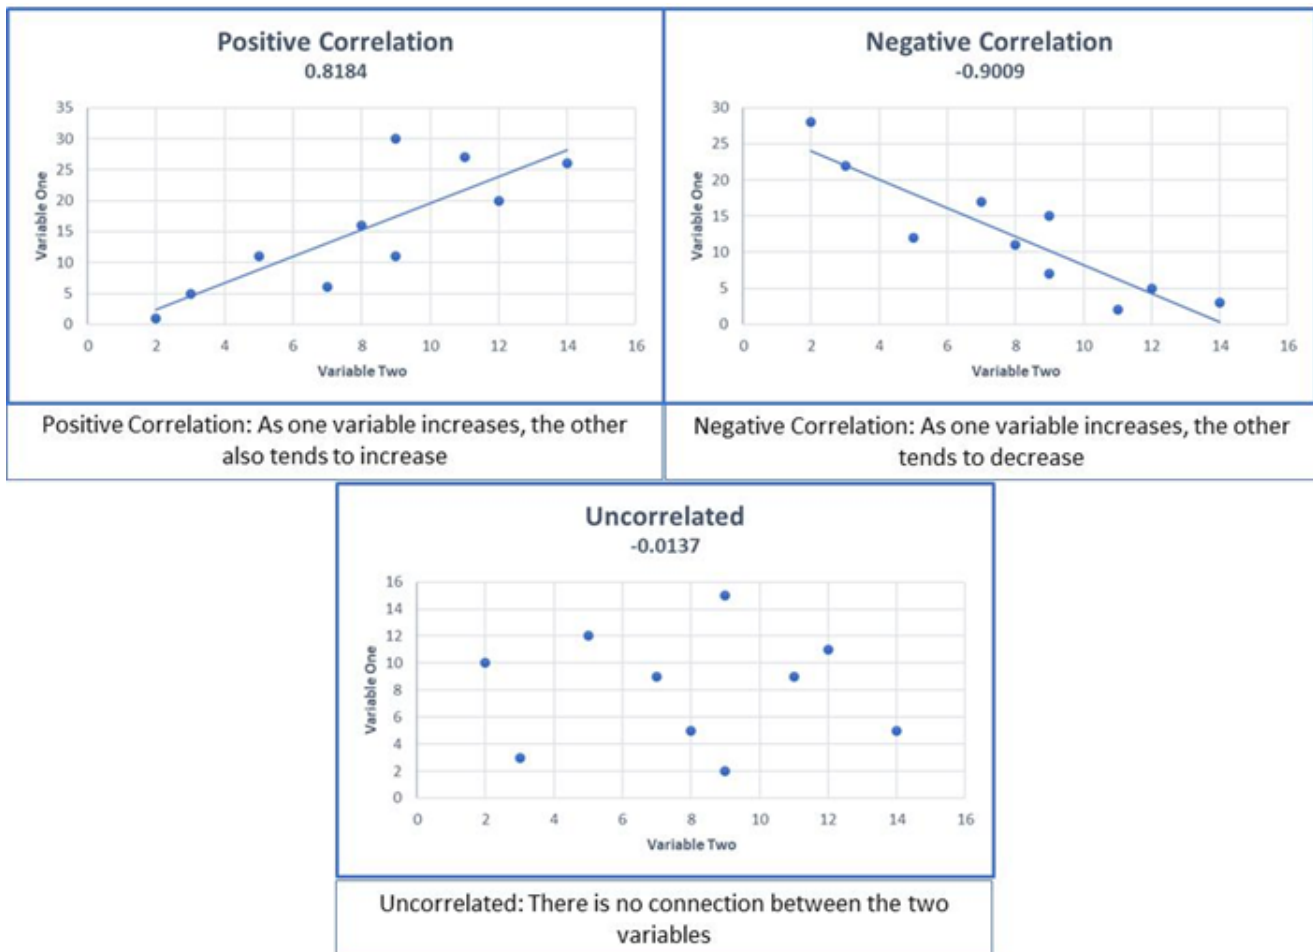 Positive Correlation
0.8184
35
30
25
20
15
10
5
0
Variable One
0 2 4 6 8 10 12 14 16
Variable Two
Negative Correlation
-0.9009
30
25
20
15
10
5
0
Variable One
0 2 4 6 8 10 12 14 16
Variable Two
Positive Correlation: As one variable increases, the other
also tends to increase
Negative Correlation: As one variable increases, the other
tends to decrease
Uncorrelated
-0.0137
16
14
12
10
8
6
4
2
0
Variable One
0 2 4 6 8 10 12 14 16
Variable Two
Uncorrelated: There is no connection between the two
variables